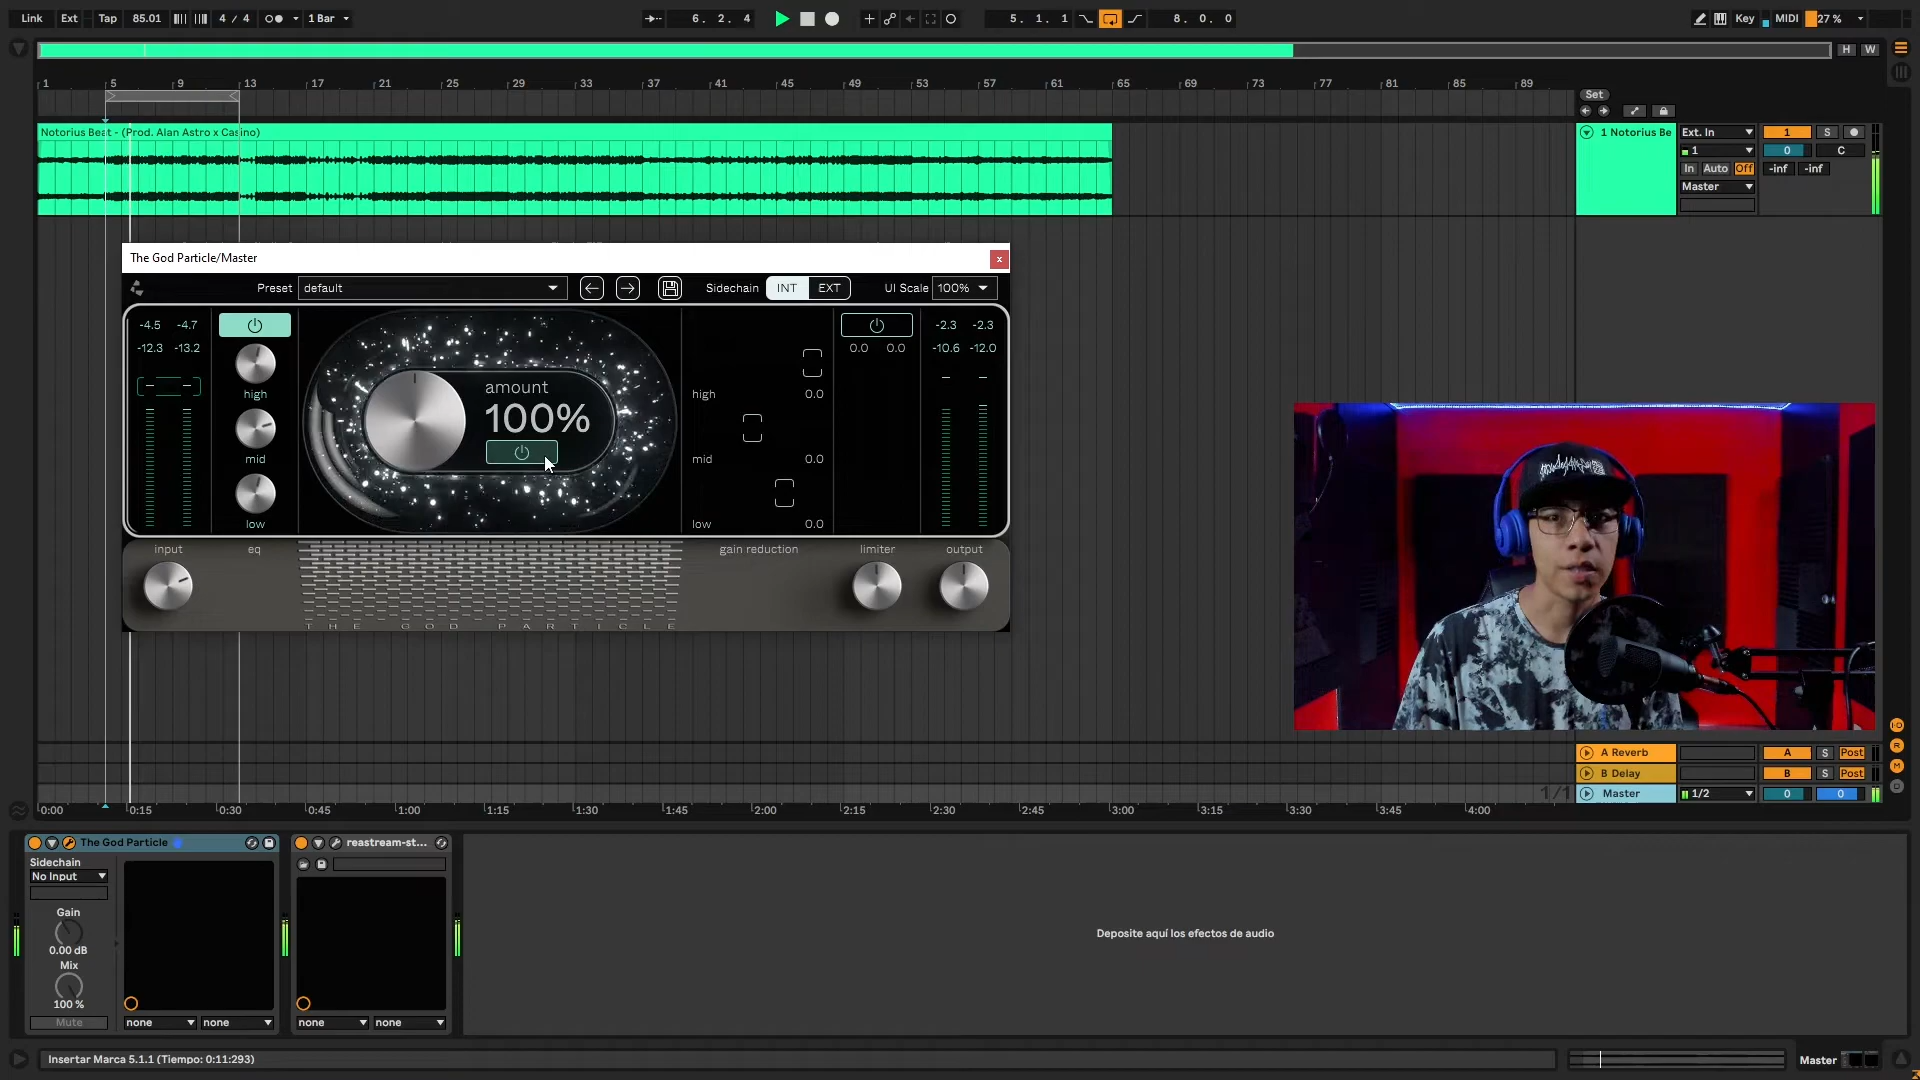 Link Ext Tap 85.01 4 / 4 1 Bar 6. 2. 4 5. 1. 1 8. 0. 0 Key MIDI 27 %
H W
1 5 9 13 17 21 25 29 33 37 41 45 49 53 57 61 65 69 73 77 81 85 89
Set
Notorius Beat - (Prod. Alan Astro x Casino)
1 Notorius Be Ext. In 1 S
1 0 C
In Auto Off -inf -inf
Master
The God Particle/Master x
Preset default Sidechain INT EXT UI Scale 100%
-4.5 -4.7 -2.3 -2.3
-12.3 -13.2 0.0 0.0 -10.6 -12.0
amount
100%
high high 0.0
mid mid 0.0
low low 0.0
input eq gain reduction limiter output
THE GOD PARTICLE
A Reverb A S Post
B Delay B S Post
1/1 Master 1/2 0 0
0:00 0:15 0:30 0:45 1:00 1:15 1:30 1:45 2:00 2:15 2:30 2:45 3:00 3:15 3:30 3:45 4:00
The God Particle reastream-st...
Sidechain
No Input
Gain
0.00 dB
Mix
100 %
Mute none none none none
Deposite aquí los efectos de audio
Insertar Marca 5.1.1 (Tiempo: 0:11:293) Master